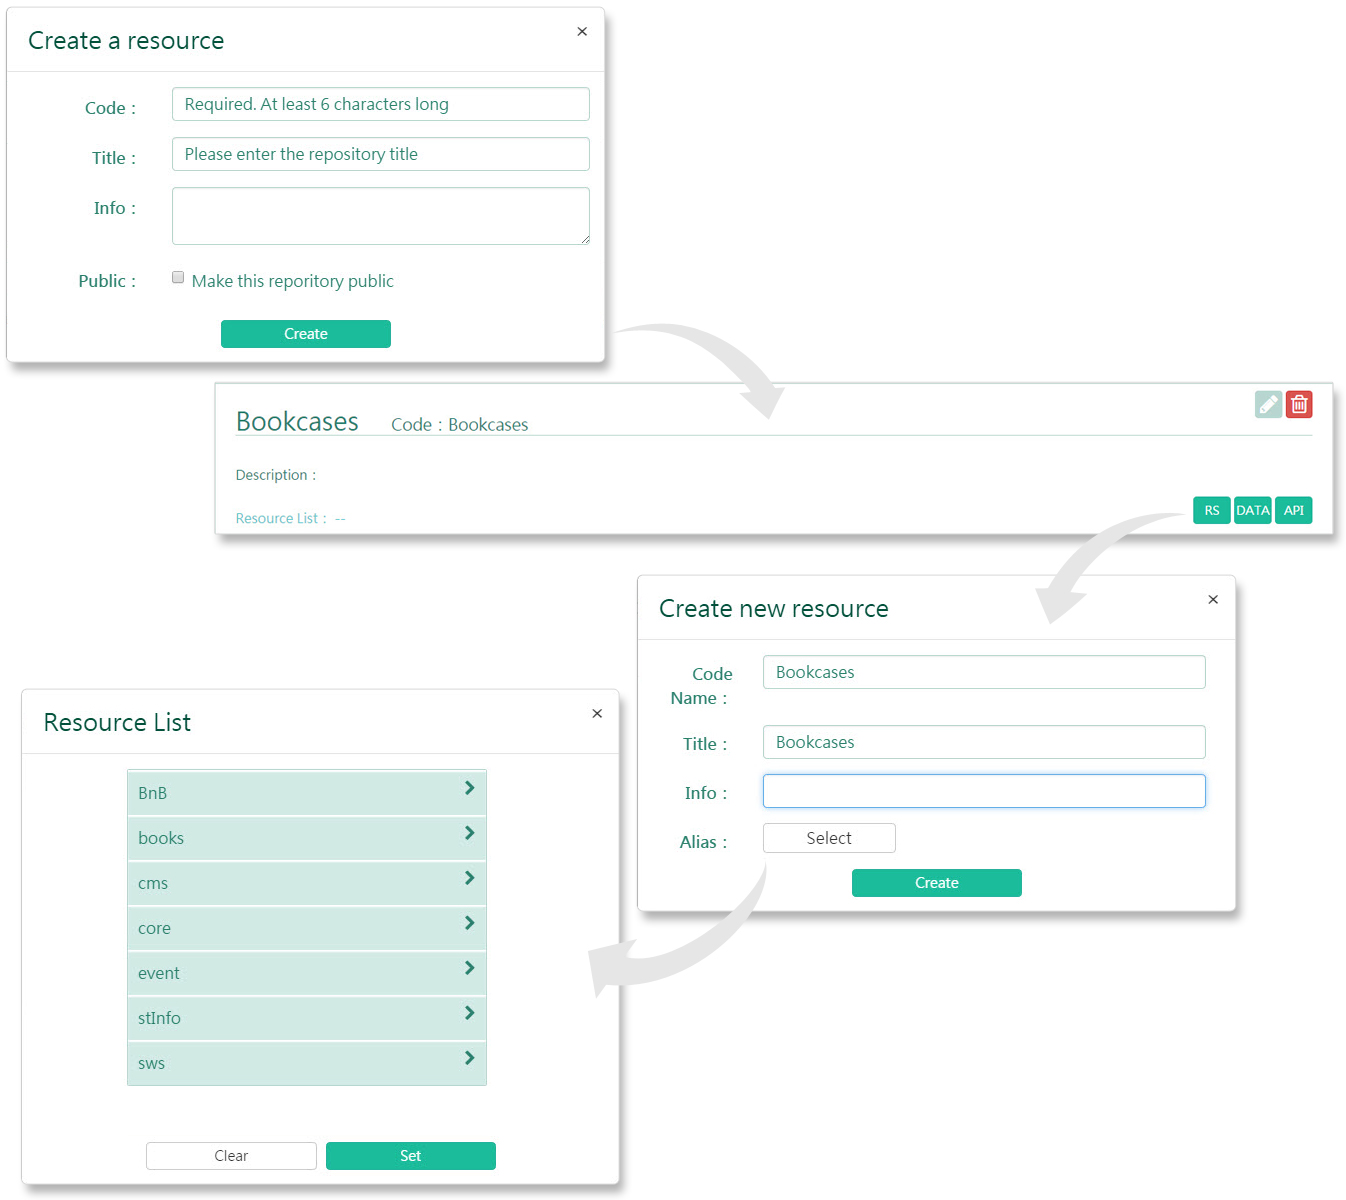 Create a resource ×
Code : Required. At least 6 characters long
Title : Please enter the repository title
Info :
Public : Make this reporitory public
Create
Bookcases Code : Bookcases
Description :
Resource List : --
RS DATA API
Create new resource ×
Code Name : Bookcases
Title : Bookcases
Info :
Alias : Select
Create
Resource List ×
BnB
books
cms
core
event
stInfo
sws
Clear Set